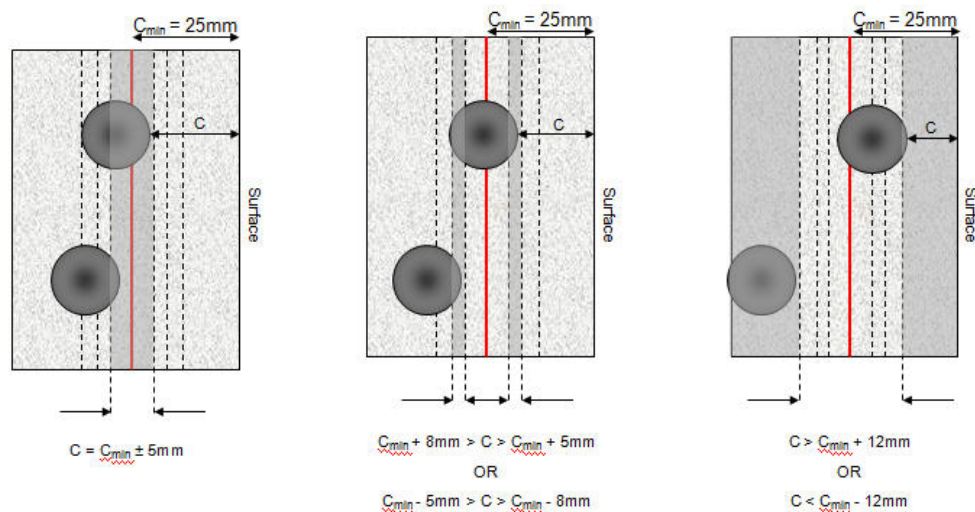 Cmin = 25mm
C
Surface
C = Cmin ± 5mm
Cmin = 25mm
C
Surface
Cmin + 8mm > C > Cmin + 5mm
OR
Cmin - 5mm > C > Cmin - 8mm
Cmin = 25mm
C
Surface
C > Cmin + 12mm
OR
C < Cmin - 12mm